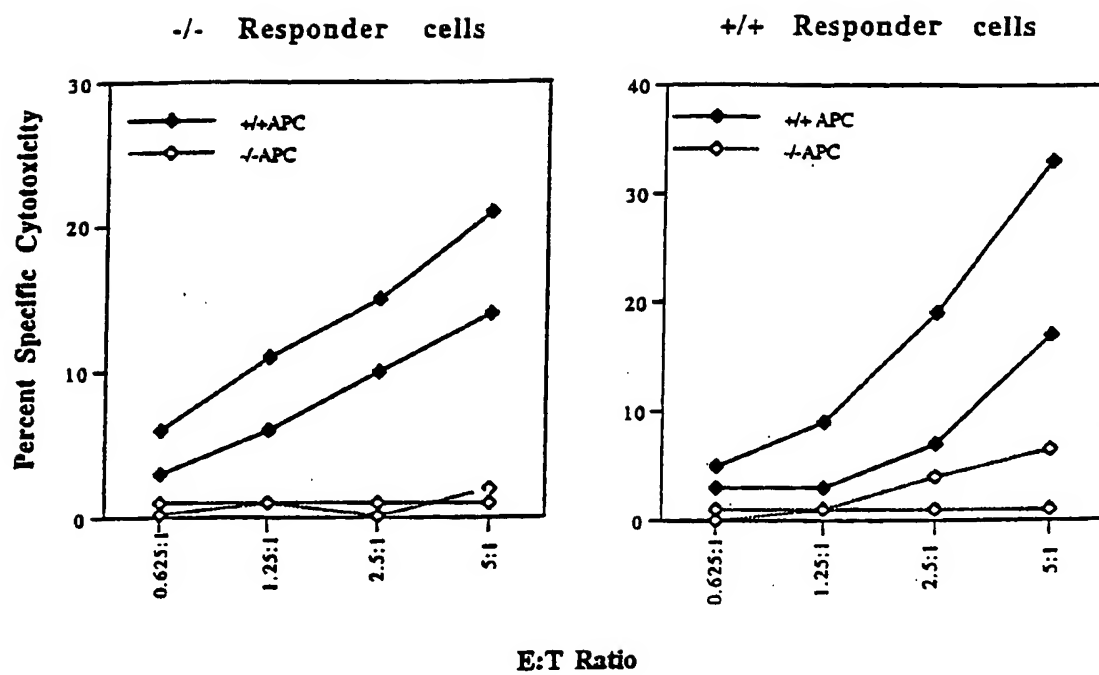 -/- Responder cells
+/+ Responder cells
Percent Specific Cytotoxicity
30
20
10
0
+/+APC
-/-APC
0.625:1
1.25:1
2.5:1
5:1
40
30
20
10
0
+/+ APC
-/-APC
0.625:1
1.25:1
2.5:1
5:1
E:T Ratio